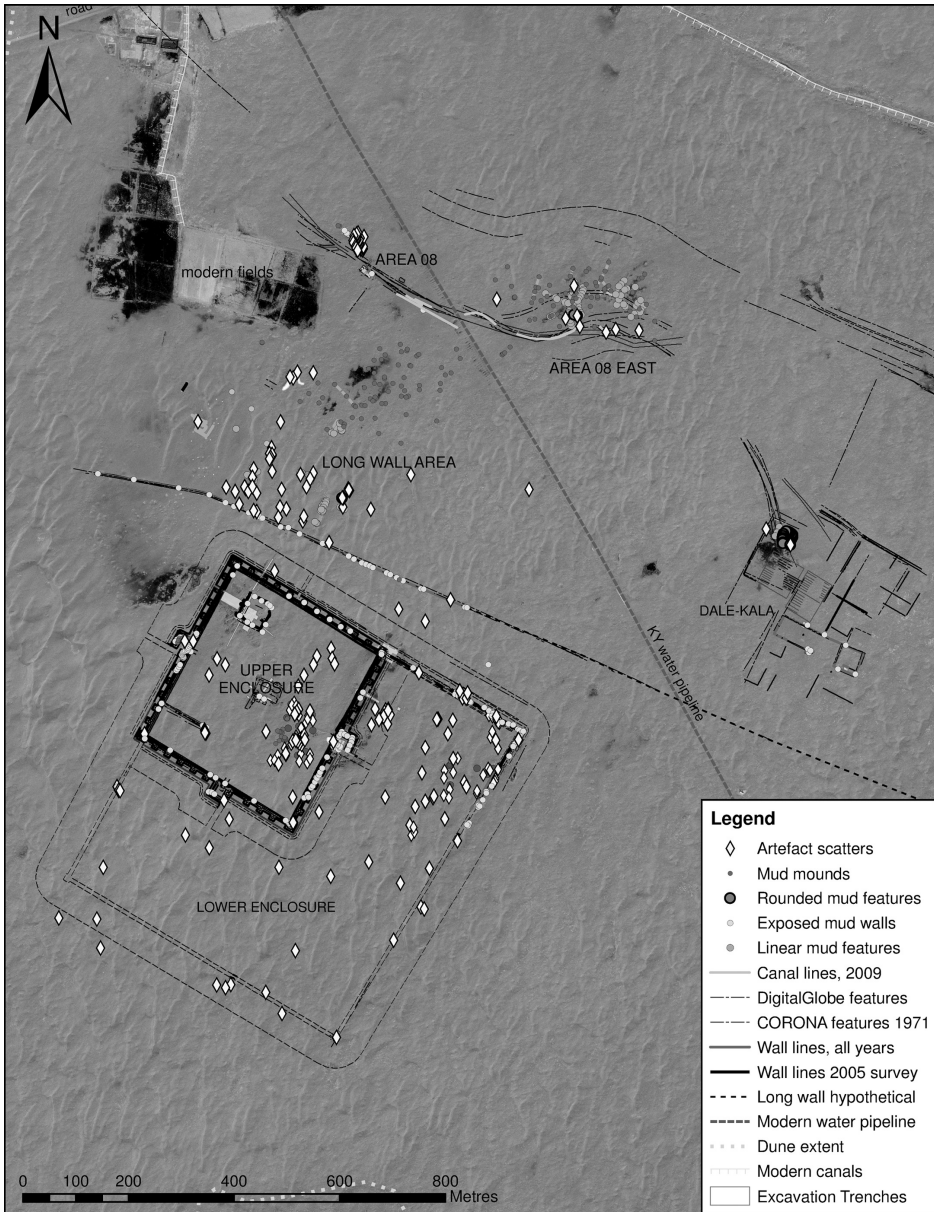 road
N
modern fields
AREA 08
AREA 08 EAST
LONG WALL AREA
DALE-KALA
KY water pipeline
UPPER
ENCLOSURE
LOWER ENCLOSURE
Legend
Artefact scatters
Mud mounds
Rounded mud features
Exposed mud walls
Linear mud features
Canal lines, 2009
DigitalGlobe features
CORONA features 1971
Wall lines, all years
Wall lines 2005 survey
Long wall hypothetical
Modern water pipeline
Dune extent
Modern canals
Excavation Trenches
0 100 200 400 600 800
Metres